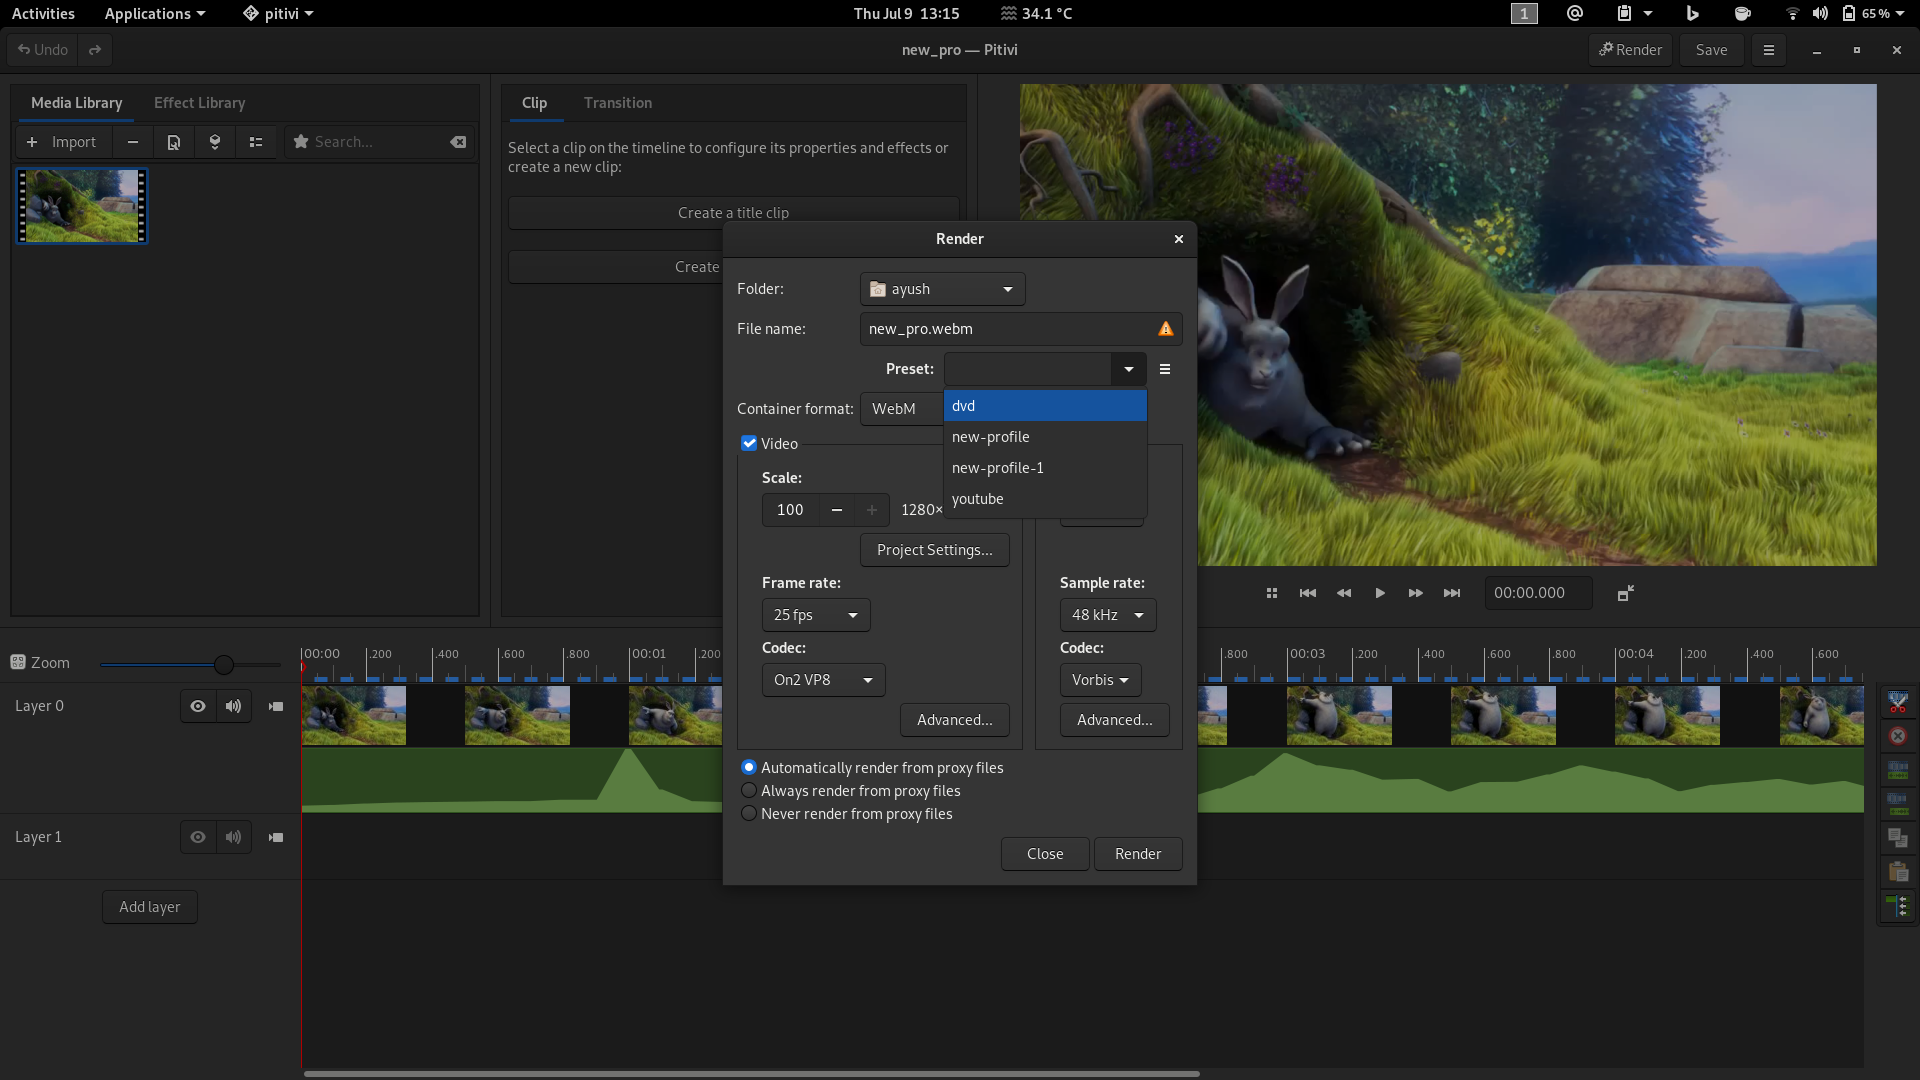 Activities Applications pitivi Thu Jul 9 13:15 34.1 °C 1 65 %
Undo new_pro — Pitivi Render Save
Media Library Effect Library Clip Transition
Import Search...
Select a clip on the timeline to configure its properties and effects or
create a new clip:
Create a title clip
Create
Render
Folder: ayush
File name: new_pro.webm
Preset:
Container format: WebM
dvd
new-profile
new-profile-1
youtube
Video
Scale:
100 1280×
Project Settings...
Frame rate: Sample rate:
25 fps 48 kHz
Codec: Codec:
On2 VP8 Vorbis
Advanced... Advanced...
Automatically render from proxy files
Always render from proxy files
Never render from proxy files
Close Render
00:00.000
Zoom 00:00 .200 .400 .600 .800 00:01 .200 .800 00:03 .200 .400 .600 .800 00:04 .200 .400 .600
Layer 0
Layer 1
Add layer